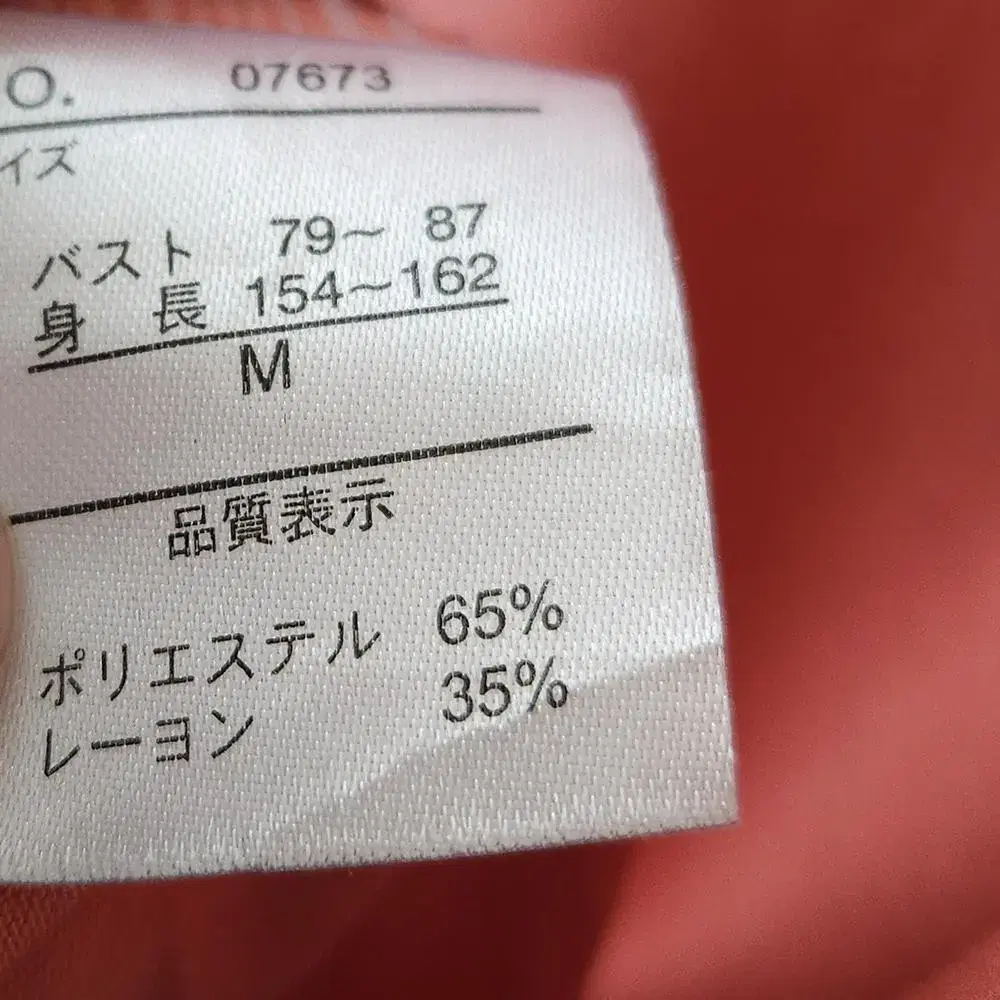 O. 07673
イズ
バスト 79～ 87
身 長 154～162
M
品質表示
ポリエステル 65%
レーヨン 35%